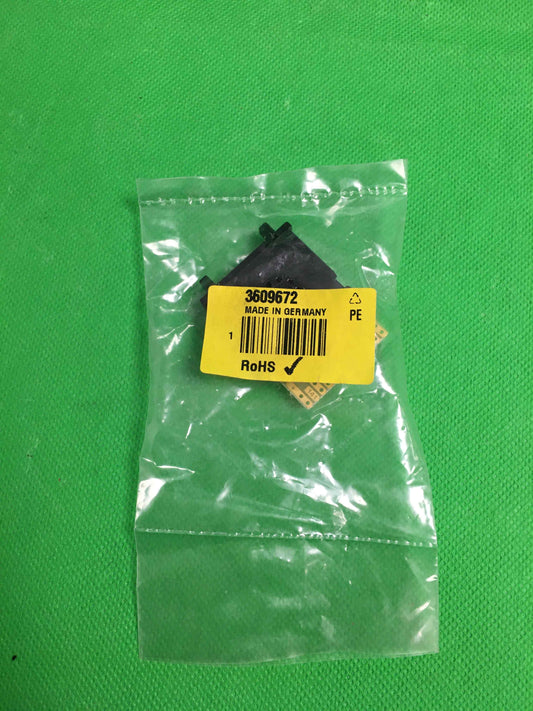 3609672
MADE IN GERMANY
PE
1
RoHS ✓